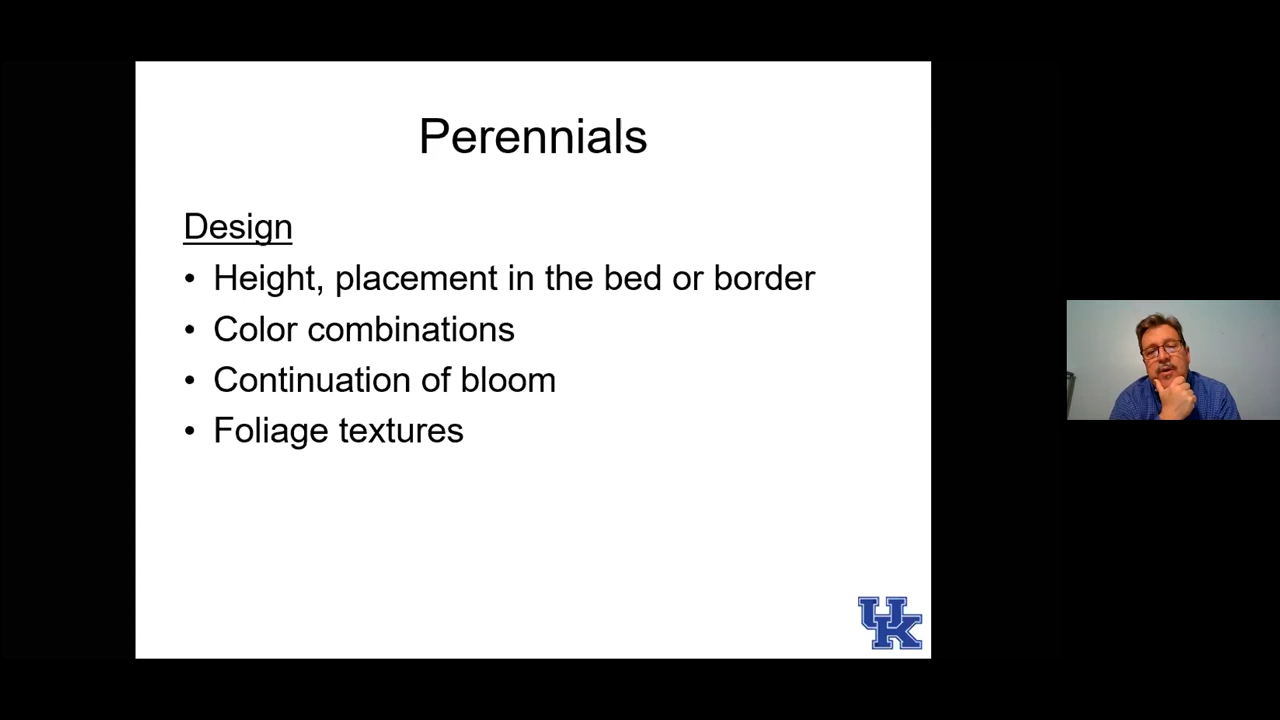 Perennials
Design
• Height, placement in the bed or border
• Color combinations
• Continuation of bloom
• Foliage textures
UK